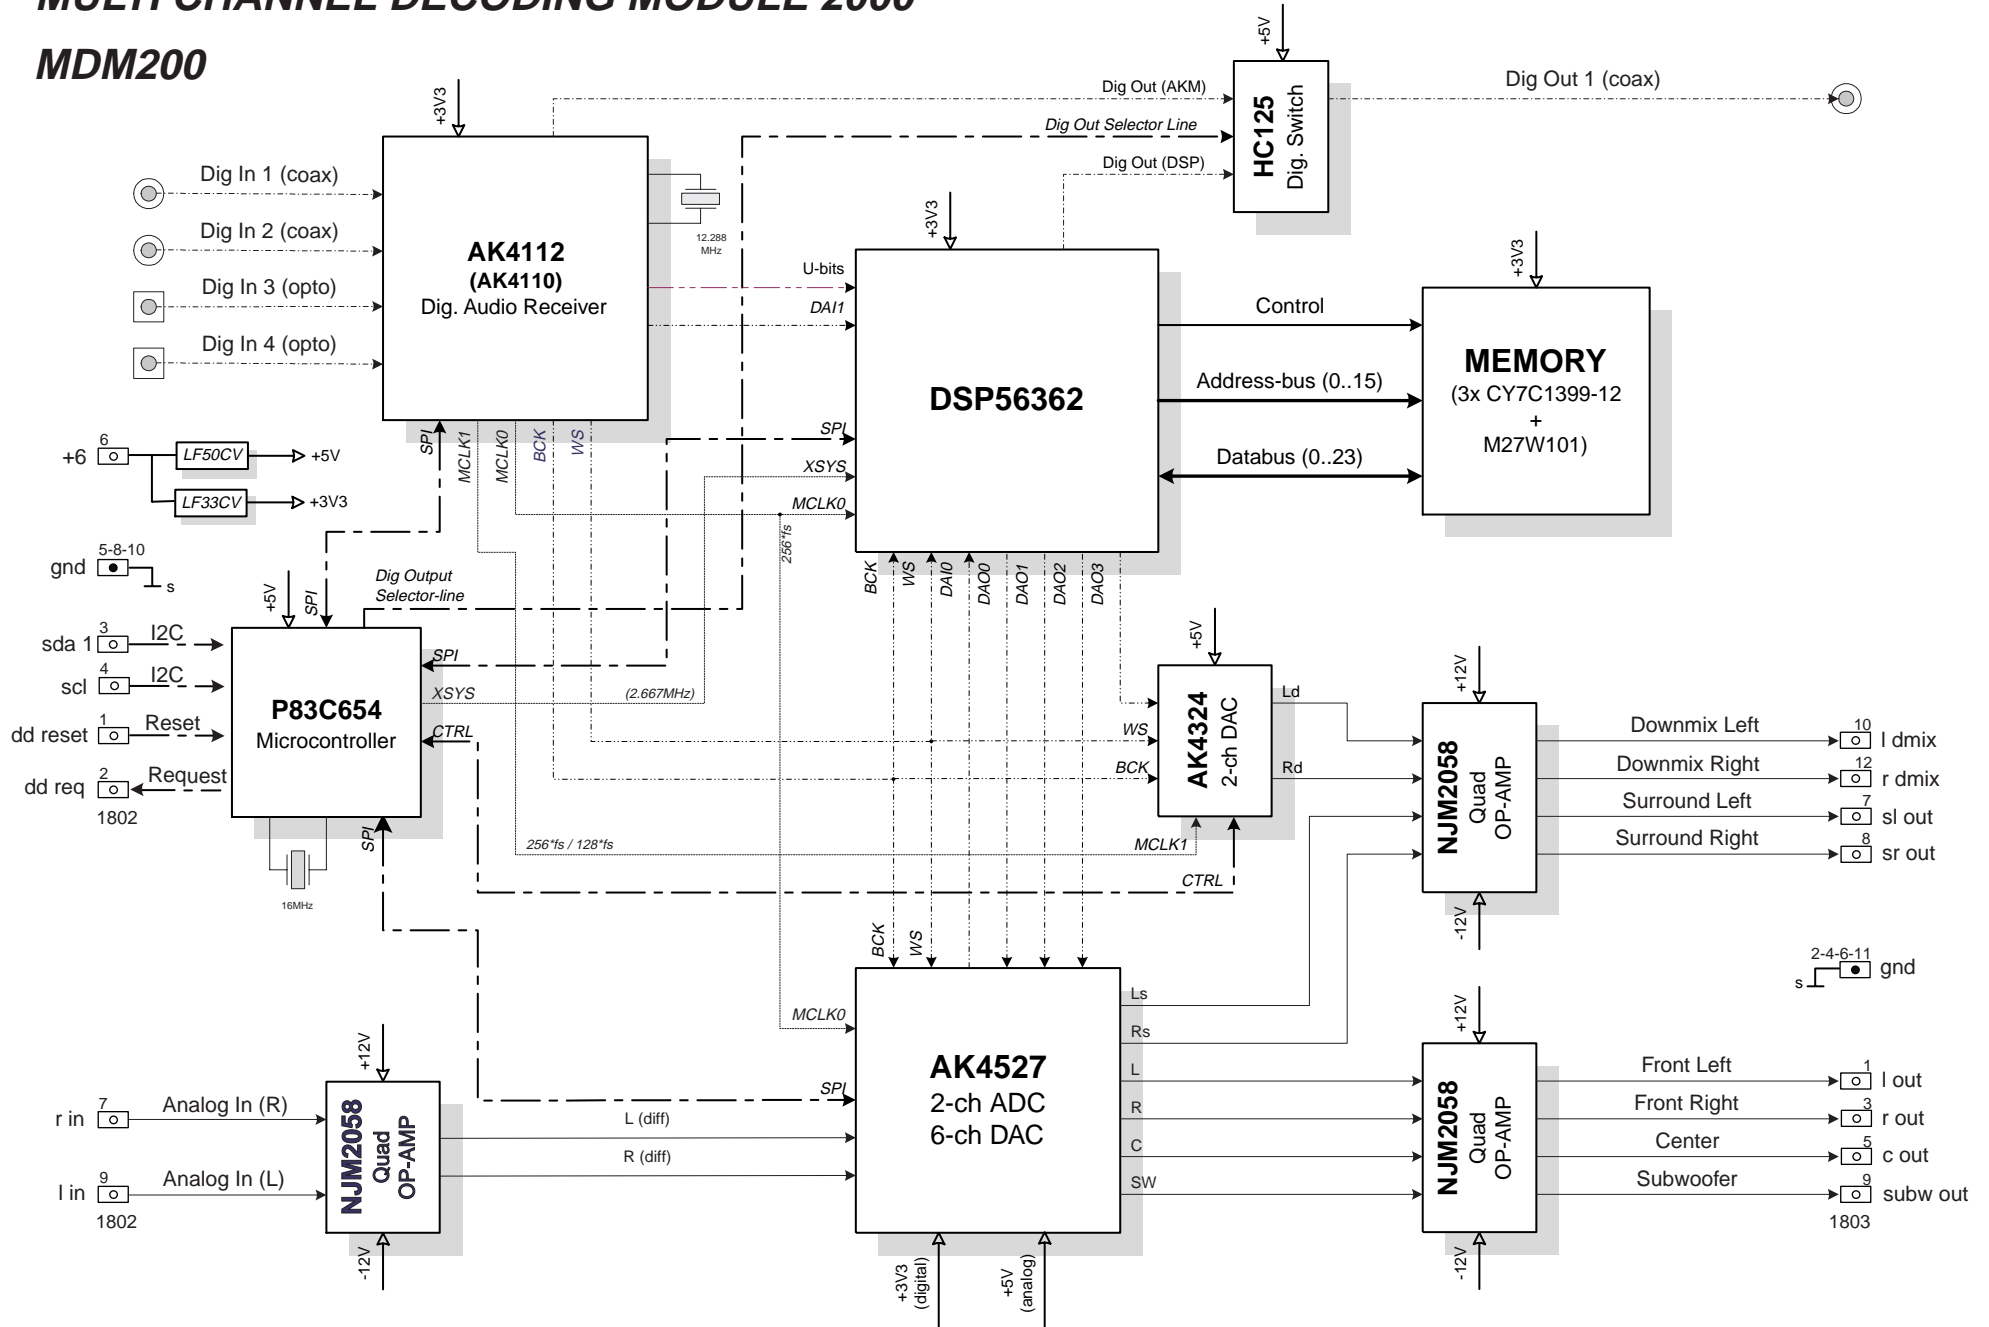 MULTI CHANNEL DECODING MODULE 2000
MDM200
+5V
Dig Out (AKM)
Dig Out Selector Line
Dig Out (DSP)
HC125
Dig. Switch
Dig Out 1 (coax)
+3V3
Dig In 1 (coax)
Dig In 2 (coax)
Dig In 3 (opto)
Dig In 4 (opto)
AK4112
(AK4110)
Dig. Audio Receiver
12.288
MHz
U-bits
DAI1
+3V3
DSP56362
SPI
XSYS
MCLK0
Control
Address-bus (0..15)
Databus (0..23)
+3V3
MEMORY
(3x CY7C1399-12
+
M27W101)
SPI
MCLK1
MCLK0
BCK
WS
256*fs
+6
6
LF50CV
+5V
LF33CV
+3V3
gnd
5-8-10
s
BCK
WS
DAI0
DAO0
DAO1
DAO2
DAO3
+5V
SPI
Dig Output
Selector-line
sda 1
3
I2C
scl
4
I2C
dd reset
1
Reset
dd req
2
Request
1802
P83C654
Microcontroller
SPI
XSYS
(2.667MHz)
CTRL
SPI
16MHz
256*fs / 128*fs
+5V
WS
BCK
MCLK1
CTRL
AK4324
2-ch DAC
Ld
Rd
+12V
NJM2058
Quad
OP-AMP
-12V
Downmix Left
10
l dmix
Downmix Right
12
r dmix
Surround Left
7
sl out
Surround Right
8
sr out
2-4-6-11
s
gnd
BCK
WS
MCLK0
SPI
AK4527
2-ch ADC
6-ch DAC
Ls
Rs
L
R
C
SW
+3V3
(digital)
+5V
(analog)
r in
7
Analog In (R)
l in
9
Analog In (L)
1802
+12V
NJM2058
Quad
OP-AMP
-12V
L (diff)
R (diff)
+12V
NJM2058
Quad
OP-AMP
-12V
Front Left
1
l out
Front Right
3
r out
Center
5
c out
Subwoofer
9
subw out
1803